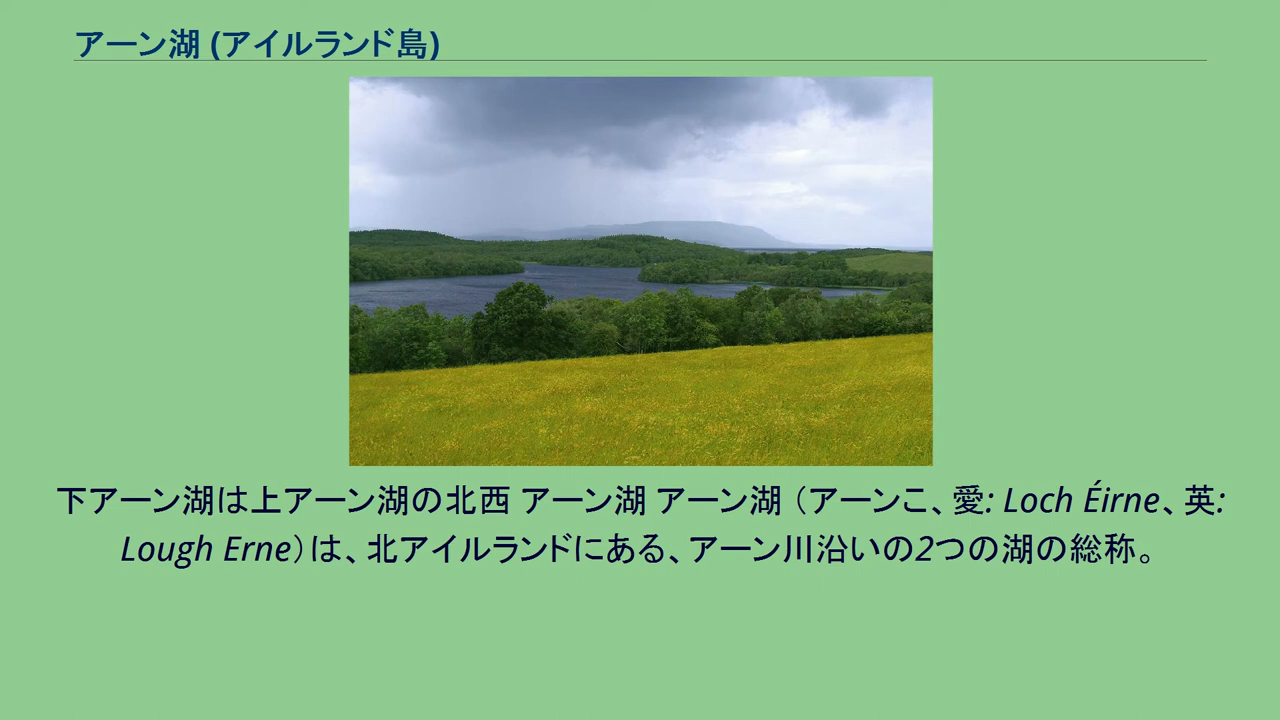 アーン湖 (アイルランド島)
下アーン湖は上アーン湖の北西 アーン湖 アーン湖 （アーンこ、愛: Loch Éirne、英:
Lough Erne）は、北アイルランドにある、アーン川沿いの2つの湖の総称。